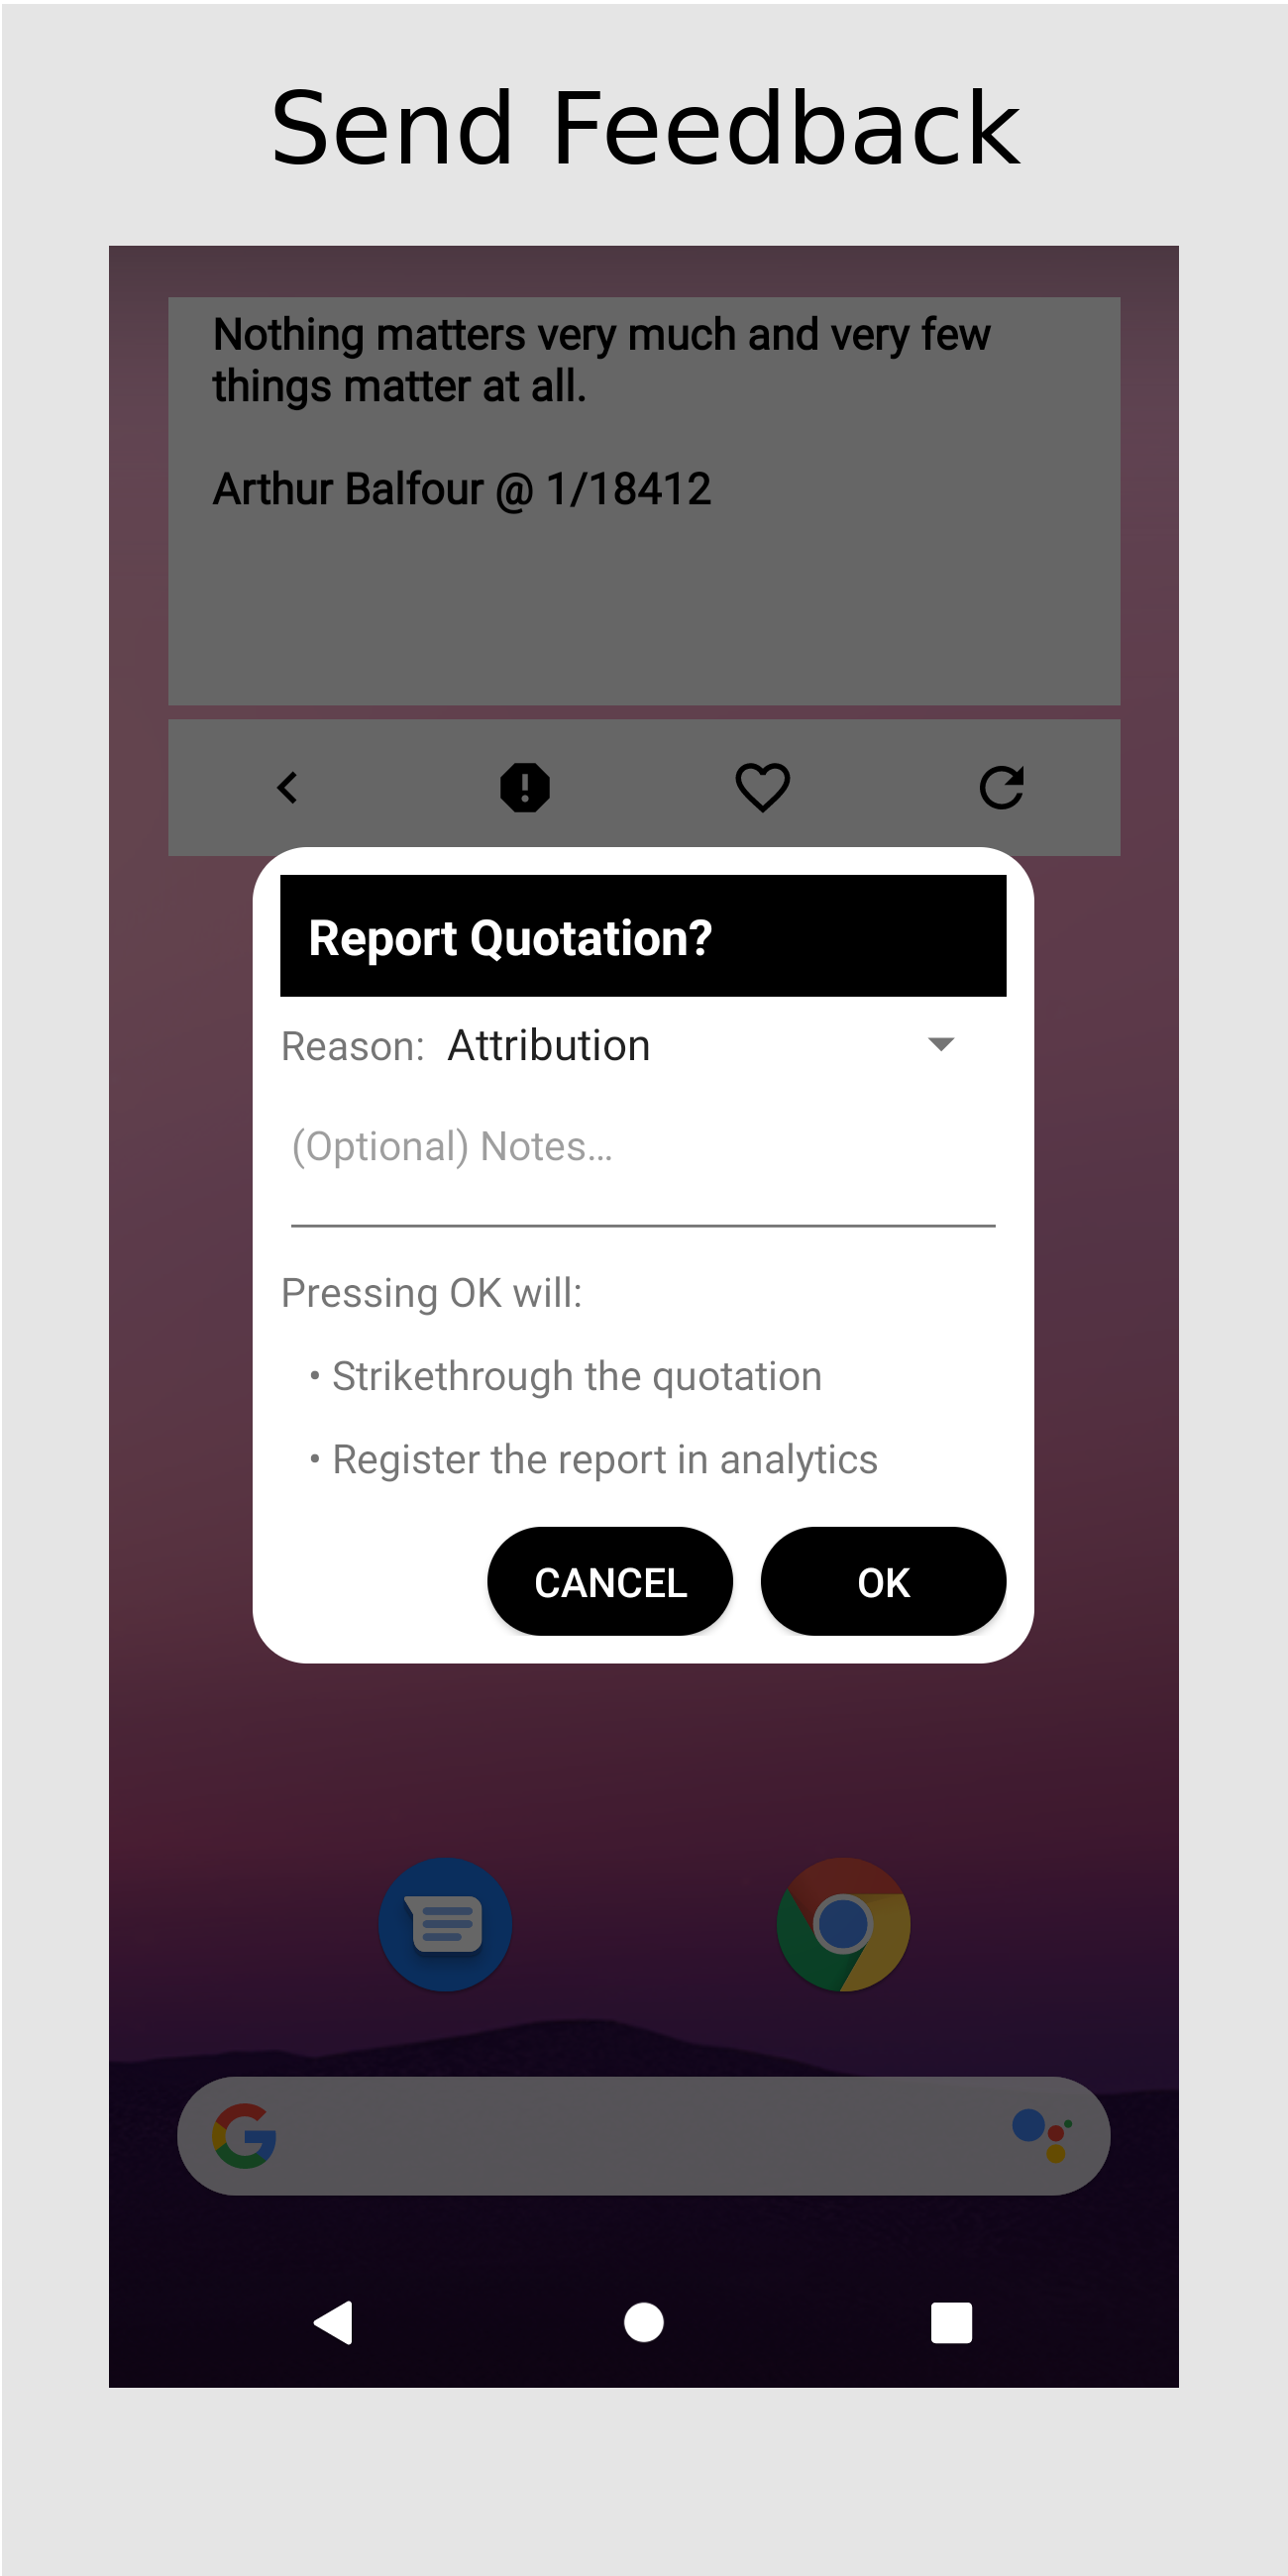 Send Feedback
Nothing matters very much and very few
things matter at all.
Arthur Balfour @ 1/18412
Report Quotation?
Reason: Attribution
(Optional) Notes...
Pressing OK will:
• Strikethrough the quotation
• Register the report in analytics
CANCEL OK